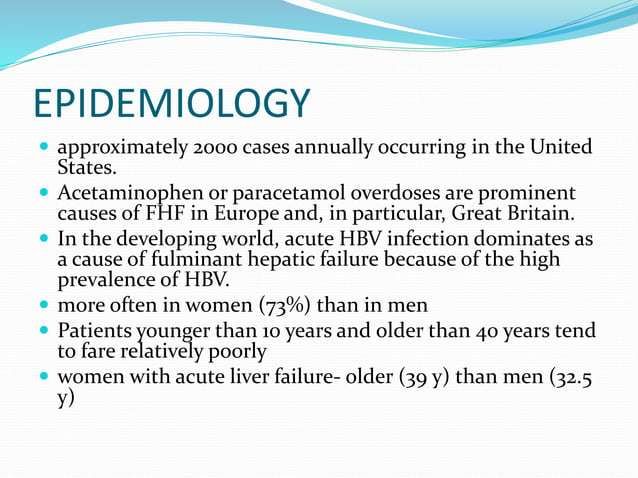 EPIDEMIOLOGY
• approximately 2000 cases annually occurring in the United
States.
• Acetaminophen or paracetamol overdoses are prominent
causes of FHF in Europe and, in particular, Great Britain.
• In the developing world, acute HBV infection dominates as
a cause of fulminant hepatic failure because of the high
prevalence of HBV.
• more often in women (73%) than in men
• Patients younger than 10 years and older than 40 years tend
to fare relatively poorly
• women with acute liver failure- older (39 y) than men (32.5
y)